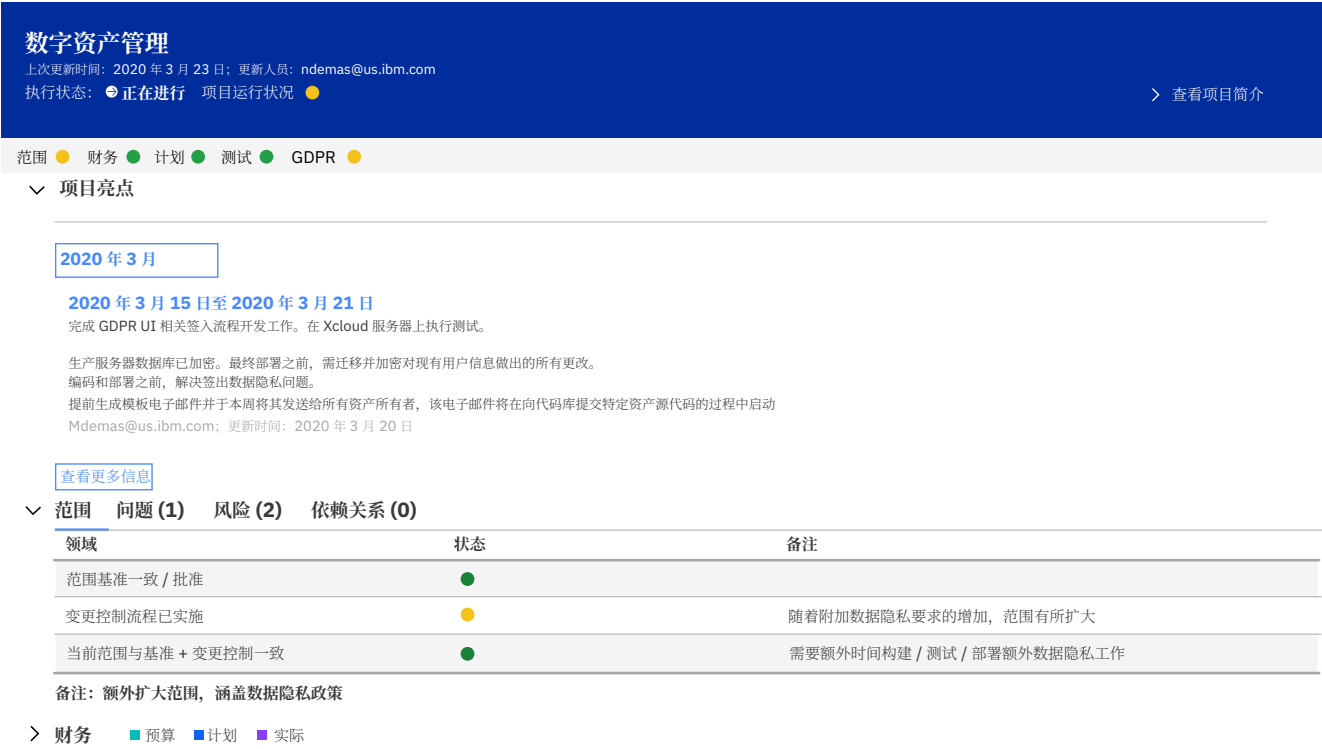 数字资产管理
上次更新时间：2020 年 3 月 23 日；更新人员：ndemas@us.ibm.com
执行状态： 正在进行 项目运行状况
查看项目简介
范围 财务 计划 测试 GDPR
项目亮点
2020 年 3 月
2020 年 3 月 15 日至 2020 年 3 月 21 日
完成 GDPR UI 相关签入流程开发工作。在 Xcloud 服务器上执行测试。
生产服务器数据库已加密。最终部署之前，需迁移并加密对现有用户信息做出的所有更改。
编码和部署之前，解决签出数据隐私问题。
提前生成模板电子邮件并于本周将其发送给所有资产所有者，该电子邮件将在向代码库提交特定资产源代码的过程中启动
Mdemas@us.ibm.com；更新时间：2020 年 3 月 20 日
查看更多信息
范围 问题 (1) 风险 (2) 依赖关系 (0)
领域 状态 备注
范围基准一致 / 批准
变更控制流程已实施 随着附加数据隐私要求的增加，范围有所扩大
当前范围与基准 + 变更控制一致 需要额外时间构建 / 测试 / 部署额外数据隐私工作
备注：额外扩大范围，涵盖数据隐私政策
财务 预算 计划 实际